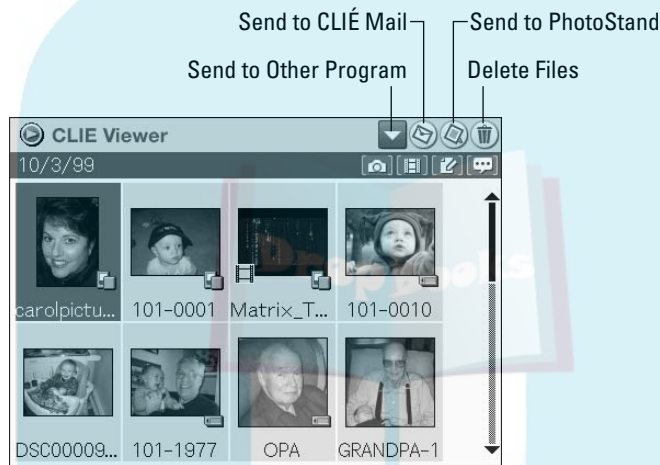 Send to CLIÉ Mail Send to PhotoStand
Send to Other Program Delete Files
CLIE Viewer
10/3/99
carolpictu... 101-0001 Matrix_T... 101-0010
DSC00009... 101-1977 OPA GRANDPA-1
DropBooks